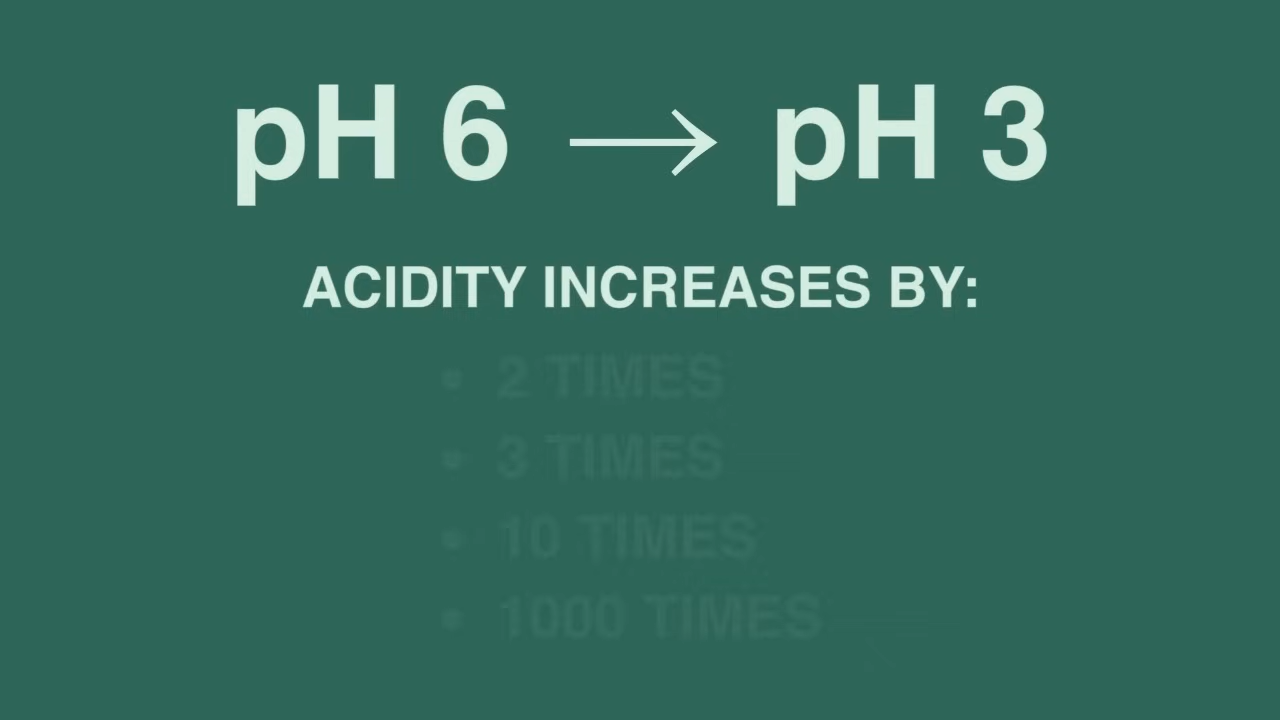 pH 6 → pH 3
ACIDITY INCREASES BY:
• 2 TIMES
• 3 TIMES
• 10 TIMES
• 1000 TIMES